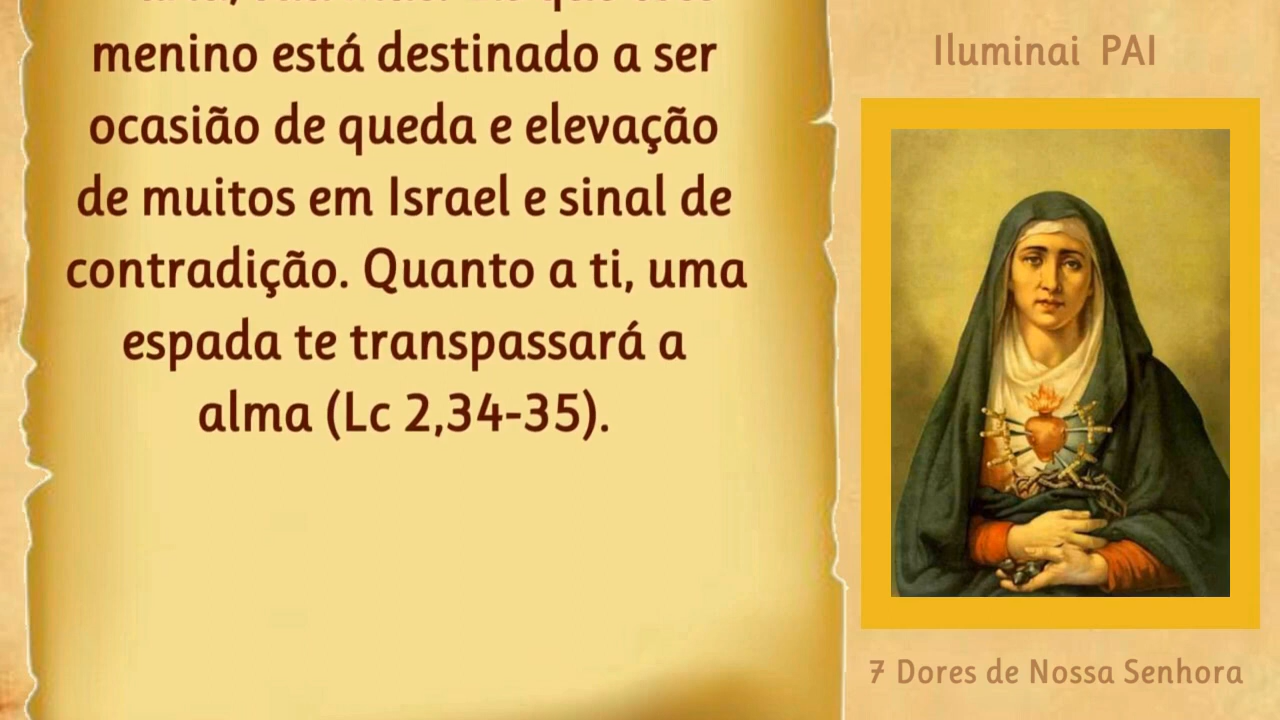 menino está destinado a ser
ocasião de queda e elevação
de muitos em Israel e sinal de
contradição. Quanto a ti, uma
espada te transpassará a
alma (Lc 2,34-35).
Iluminai PAI
7 Dores de Nossa Senhora